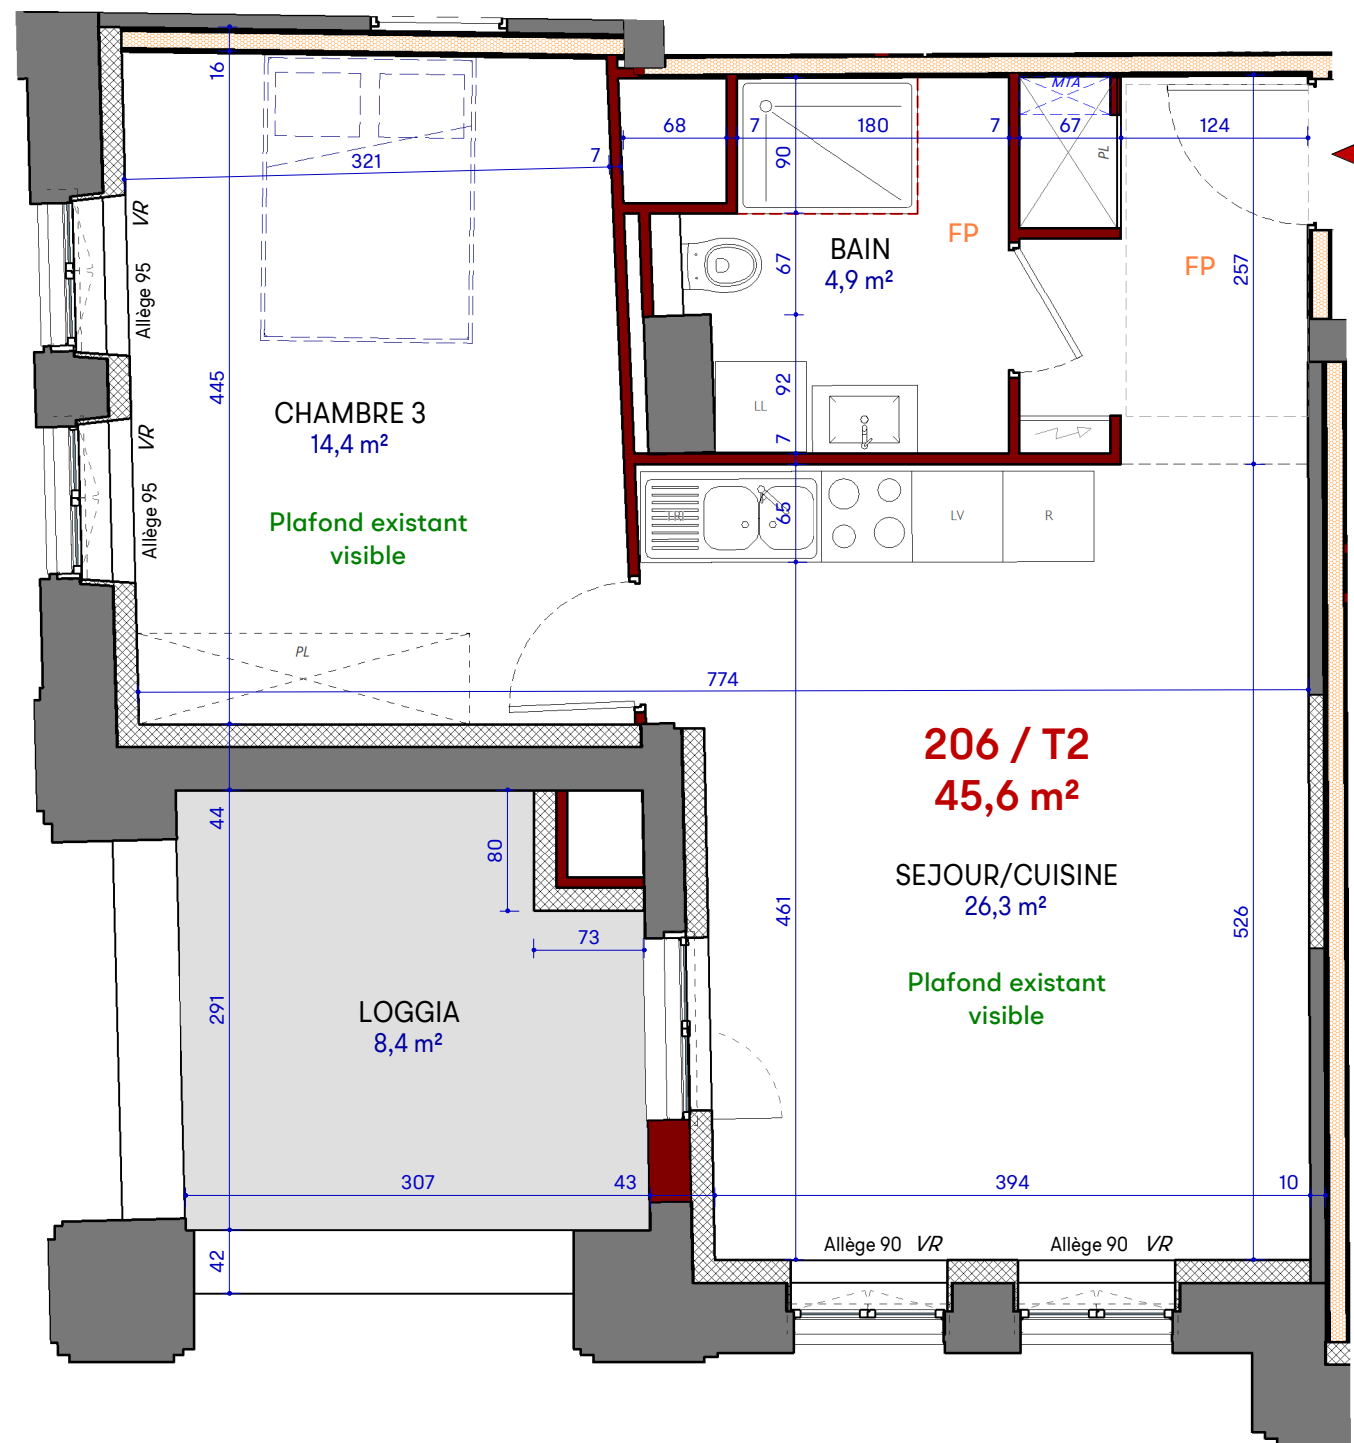 16
MTA
68
7
180
7
67
124
90
PL
321
7
VR
BAIN
4,9 m²
FP
FP
67
257
Allège 95
445
92
LL
CHAMBRE 3
14,4 m²
VR
7
Allège 95
65
LV
R
Plafond existant
visible
PL
774
206 / T2
45,6 m²
44
80
SEJOUR/CUISINE
26,3 m²
461
526
73
Plafond existant
visible
LOGGIA
8,4 m²
291
307
43
394
10
42
Allège 90
VR
Allège 90
VR